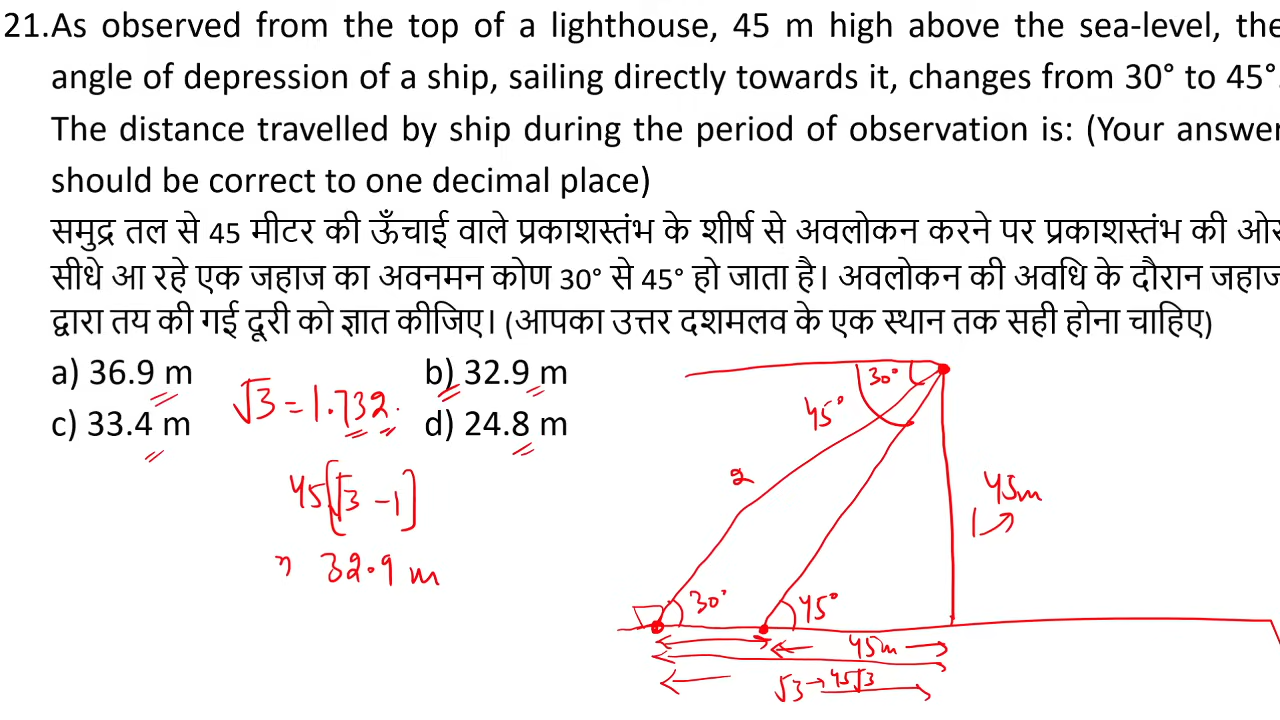 21.As observed from the top of a lighthouse, 45 m high above the sea-level, the
angle of depression of a ship, sailing directly towards it, changes from 30° to 45°.
The distance travelled by ship during the period of observation is: (Your answer
should be correct to one decimal place)
समुद्र तल से 45 मीटर की ऊँचाई वाले प्रकाशस्तंभ के शीर्ष से अवलोकन करने पर प्रकाशस्तंभ की ओर
सीधे आ रहे एक जहाज का अवनमन कोण 30° से 45° हो जाता है। अवलोकन की अवधि के दौरान जहाज
द्वारा तय की गई दूरी को ज्ञात कीजिए। (आपका उत्तर दशमलव के एक स्थान तक सही होना चाहिए)
a) 36.9 m b) 32.9 m
c) 33.4 m d) 24.8 m
√3 = 1.732
45[√3 - 1]
32.9 m
30°
45°
2
45m
1
30° 45°
45m
√3 → 45√3